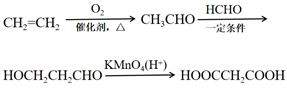 CH₂=CH₂ —O₂ 催化剂，△→ CH₃CHO —HCHO 一定条件→
HOCH₂CH₂CHO —KMnO₄(H⁺)→ HOOCCH₂COOH